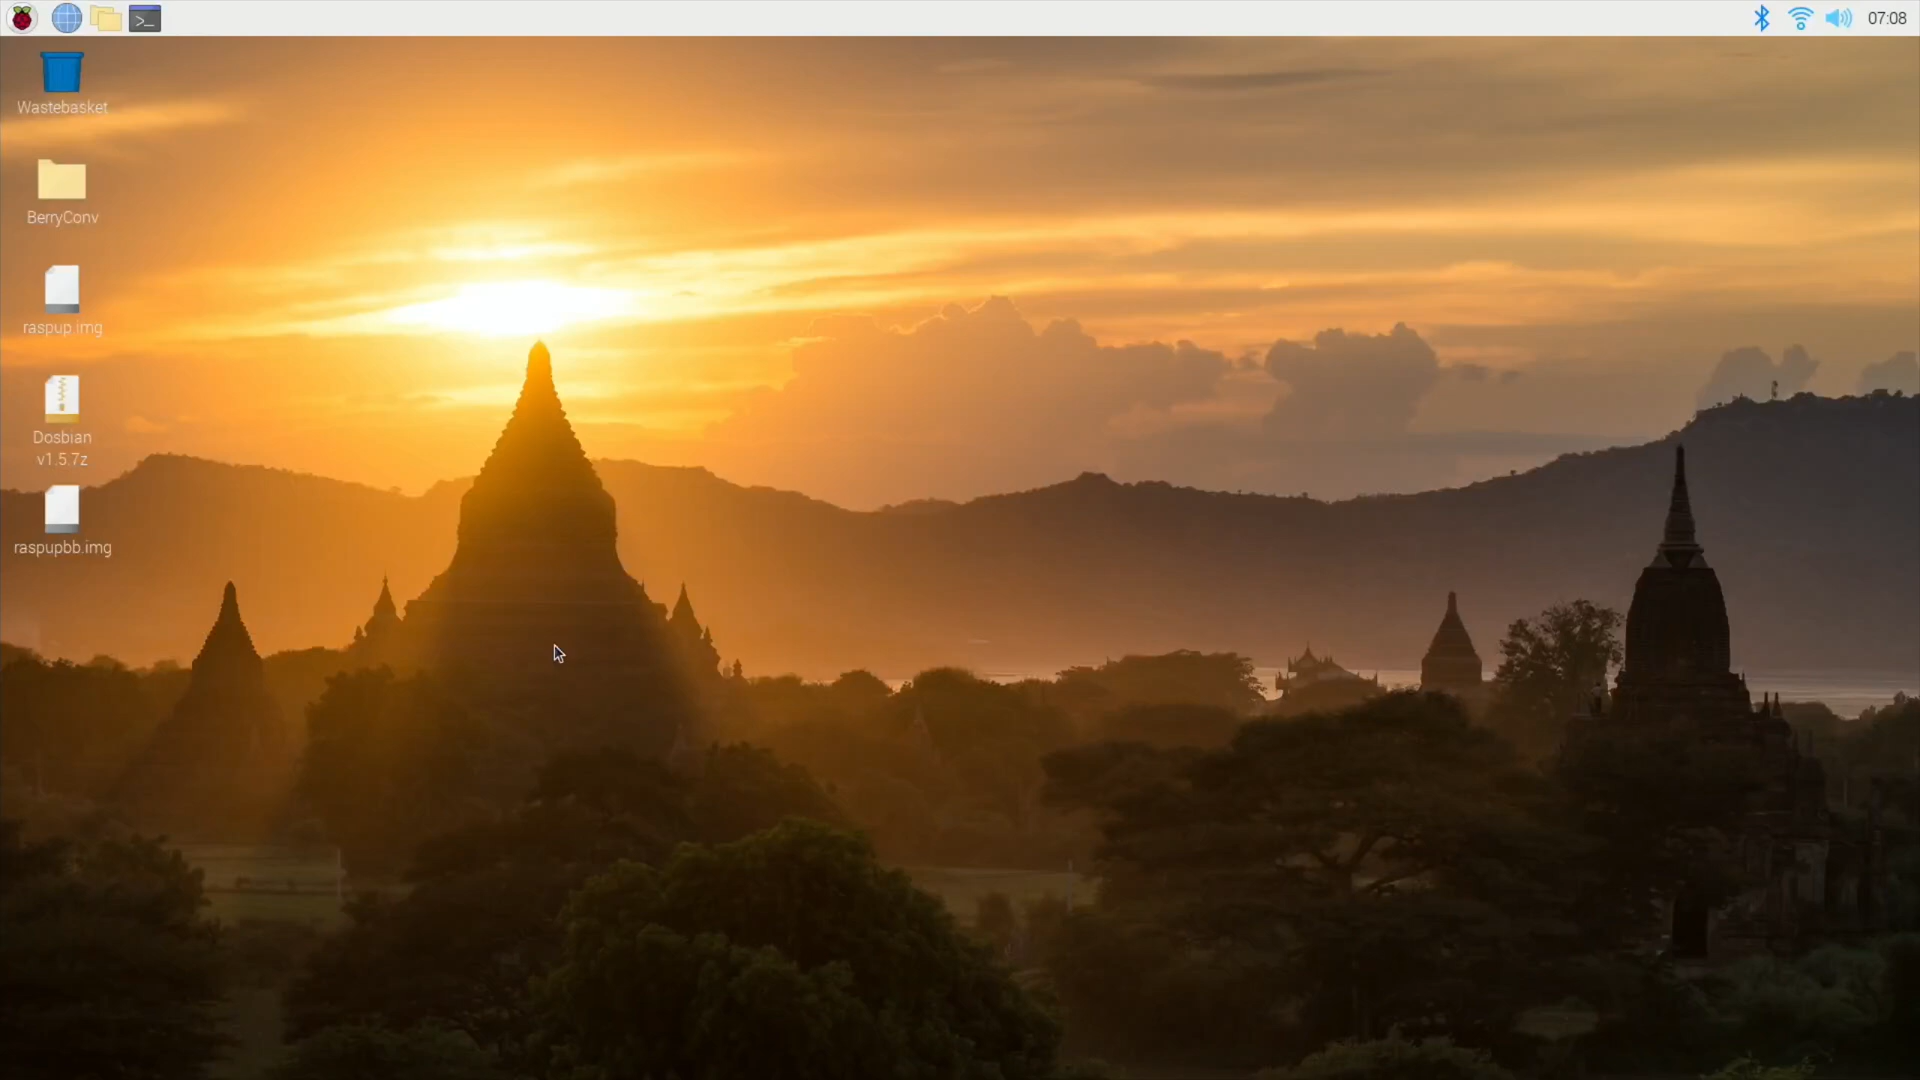 07:08
Wastebasket
BerryConv
raspup.img
Dosbian
v1.5.7z
raspupbb.img